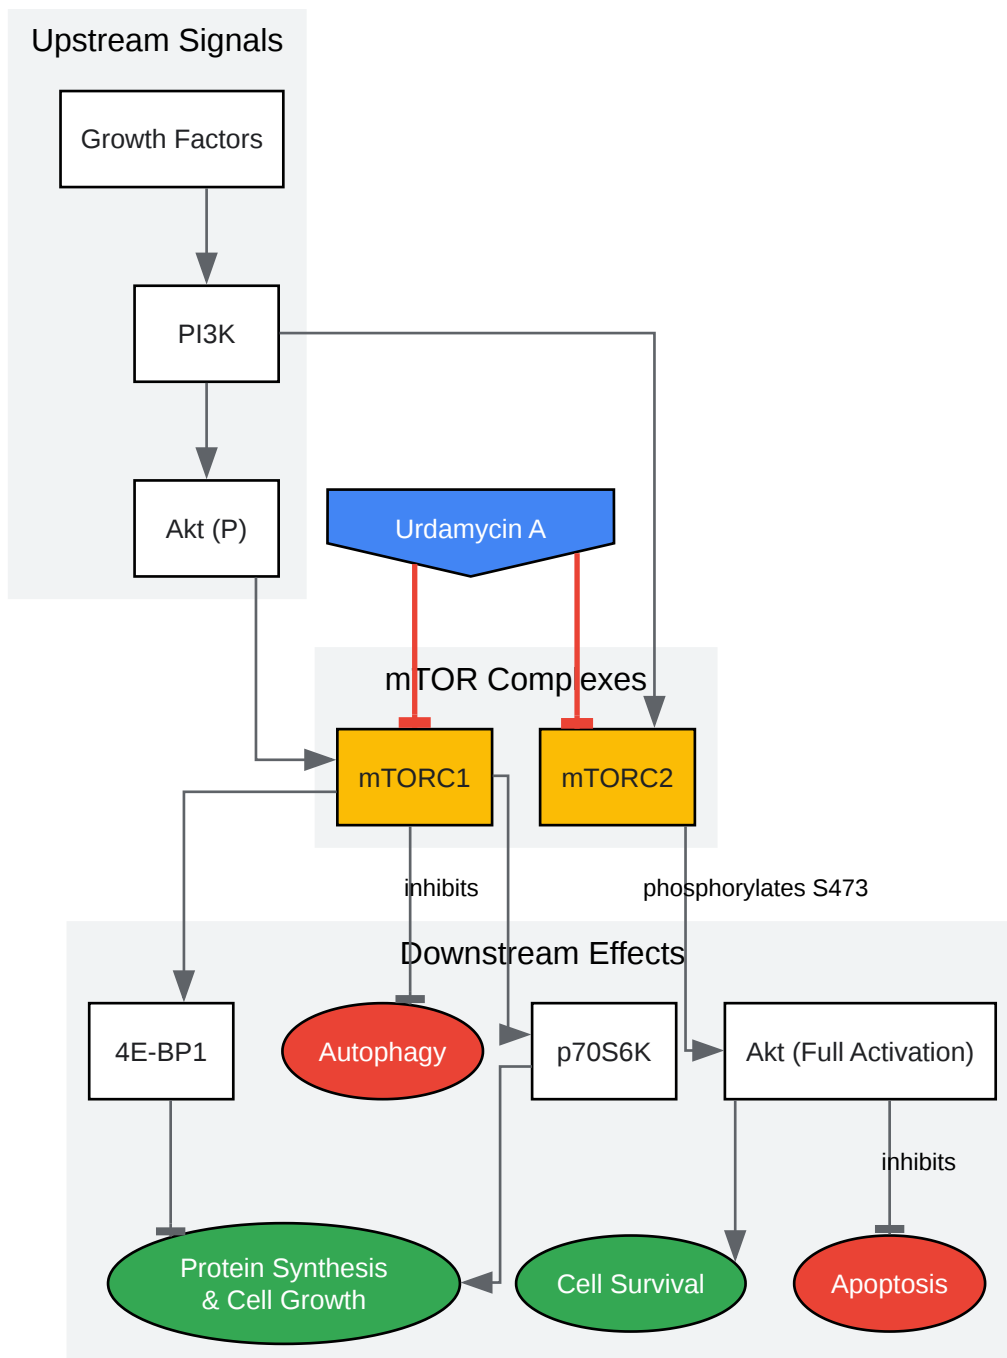 Upstream Signals
Growth Factors
PI3K
Akt (P)
Urdamycin A
mTOR Complexes
mTORC1
mTORC2
inhibits
phosphorylates S473
Downstream Effects
4E-BP1
Autophagy
p70S6K
Akt (Full Activation)
inhibits
Protein Synthesis
& Cell Growth
Cell Survival
Apoptosis